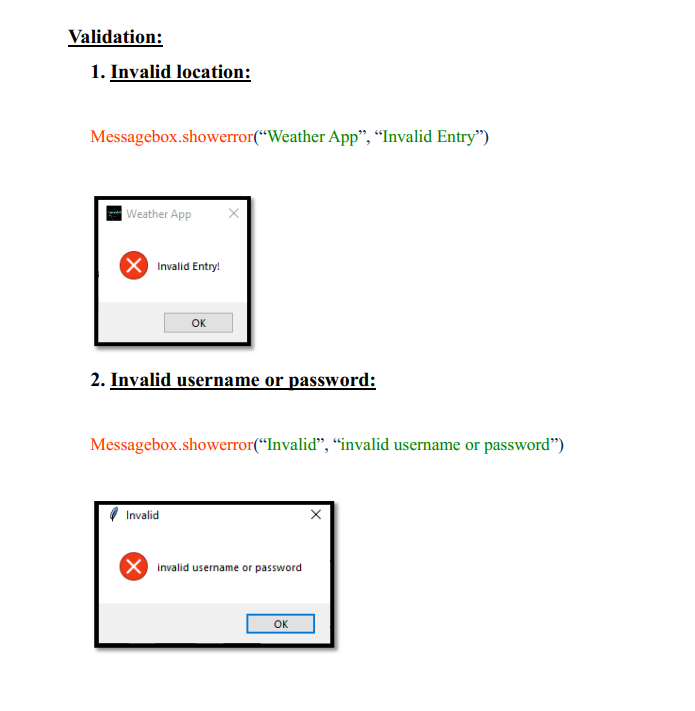 Validation:
1. Invalid location:
Messagebox.showerror(“Weather App”, “Invalid Entry”)
Weather App
Invalid Entry!
OK
2. Invalid username or password:
Messagebox.showerror(“Invalid”, “invalid username or password”)
Invalid
invalid username or password
OK